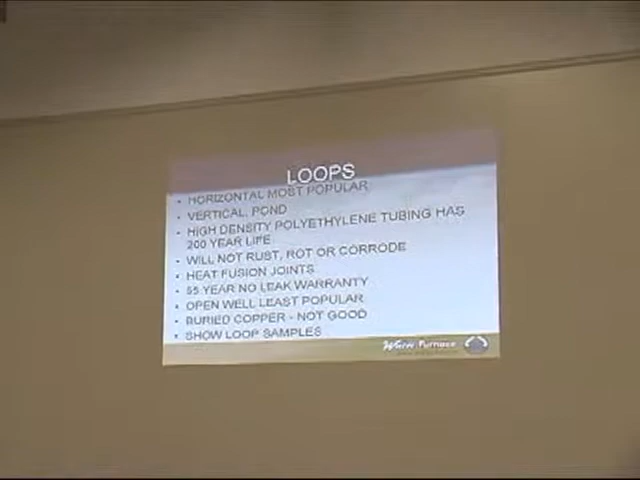 LOOPS
• HORIZONTAL MOST POPULAR
• VERTICAL, POND
• HIGH DENSITY POLYETHYLENE TUBING HAS
200 YEAR LIFE
• WILL NOT RUST, ROT OR CORRODE
• HEAT FUSION JOINTS
• 55 YEAR NO LEAK WARRANTY
• OPEN WELL LEAST POPULAR
• BURIED COPPER - NOT GOOD
• SHOW LOOP SAMPLES
WaterFurnace